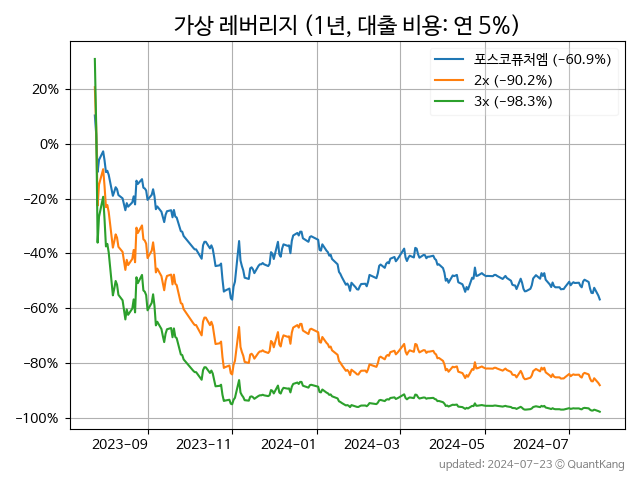 가상 레버리지 (1년, 대출 비용: 연 5%)
포스코퓨처엠 (-60.9%)
2x (-90.2%)
3x (-98.3%)
20%
0%
-20%
-40%
-60%
-80%
-100%
2023-09 2023-11 2024-01 2024-03 2024-05 2024-07
updated: 2024-07-23 © QuantKang